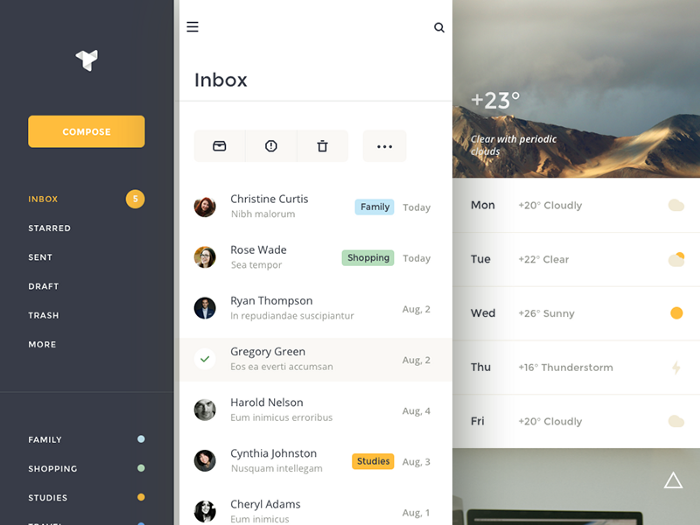 COMPOSE
INBOX 5
STARRED
SENT
DRAFT
TRASH
MORE
FAMILY
SHOPPING
STUDIES
TRAVEL
Inbox
Christine Curtis
Nibh malorum
Family Today
Rose Wade
Sea tempor
Shopping Today
Ryan Thompson
In repudiandae suscipiantur
Aug, 2
Gregory Green
Eos ea everti accumsan
Aug, 2
Harold Nelson
Eum inimicus erroribus
Aug, 4
Cynthia Johnston
Nusquam intellegam
Studies Aug, 3
Cheryl Adams
Eum inimicus
Aug, 1
+23°
Clear with periodic
clouds
Mon +20° Cloudly
Tue +22° Clear
Wed +26° Sunny
Thu +16° Thunderstorm
Fri +20° Cloudly